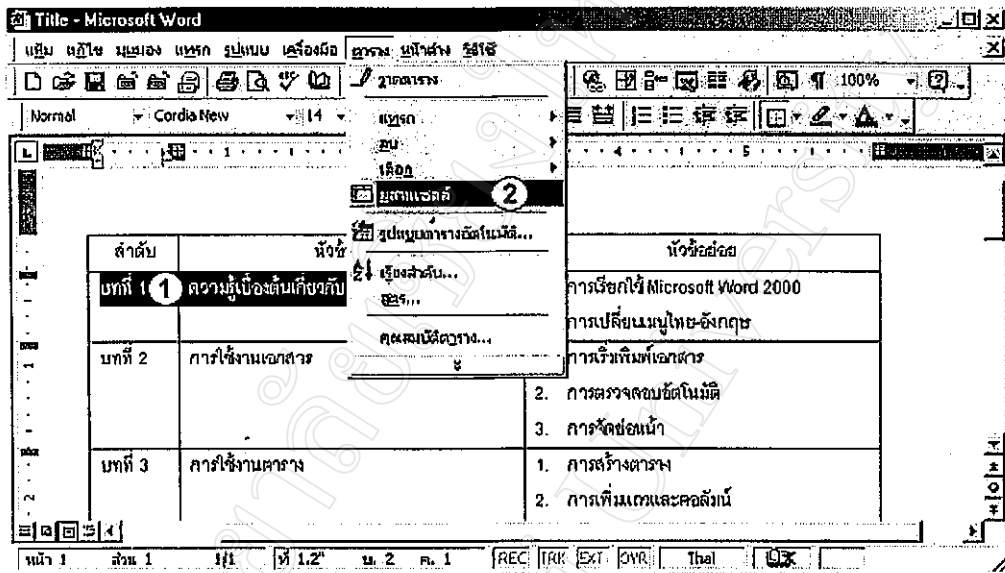 Title - Microsoft Word
แฟ้ม แก้ไข มุมมอง แทรก รูปแบบ เครื่องมือ ตาราง หน้าต่าง วิธีใช้
100%
Normal Cordia New 14
วาดตาราง
แทรก
ลบ
เลือก
ผสานเซลล์ 2
รูปแบบตารางอัตโนมัติ...
เรียงลำดับ...
สูตร...
คุณสมบัติตาราง...
ลำดับ หัวข้ หัวข้อย่อย
บทที่ 1 1 ความรู้เบื้องต้นเกี่ยวกับ การเรียกใช้ Microsoft Word 2000
การเปลี่ยนเมนูไทย-อังกฤษ
บทที่ 2 การใช้งานเอกสาร การเริ่มพิมพ์เอกสาร
2. การตรวจสอบอัตโนมัติ
3. การจัดย่อหน้า
บทที่ 3 การใช้งานตาราง 1. การสร้างตาราง
2. การเพิ่มแถวและคอลัมน์
หน้า 1 ส่วน 1 1/1 ที่ 1.2" บ. 2 ค. 1 REC TRK EXT OVR Thai